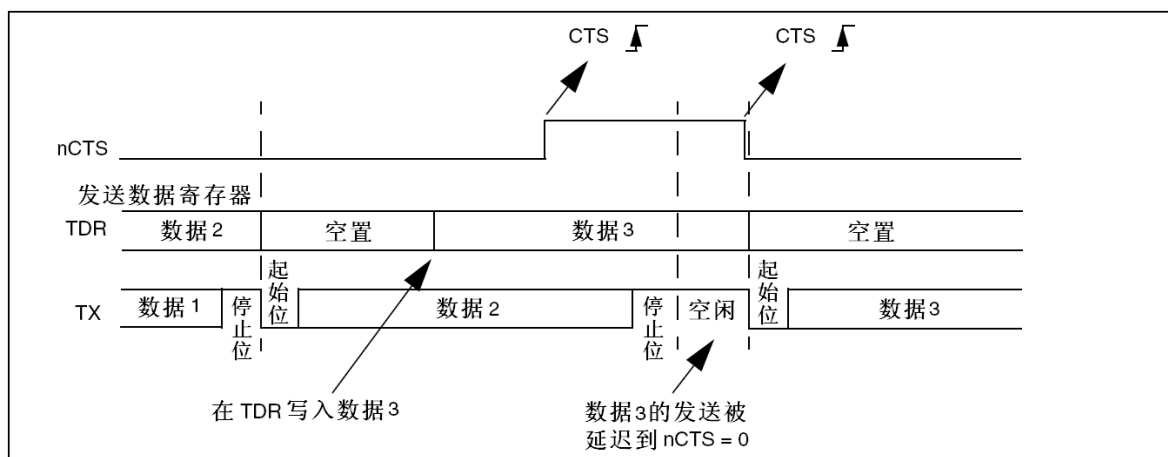 CTS
CTS
nCTS
发送数据寄存器
TDR
数据2
空置
数据3
空置
TX
数据1
停止位
起始位
数据2
停止位
空闲
起始位
数据3
在 TDR 写入数据3
数据3的发送被
延迟到 nCTS = 0